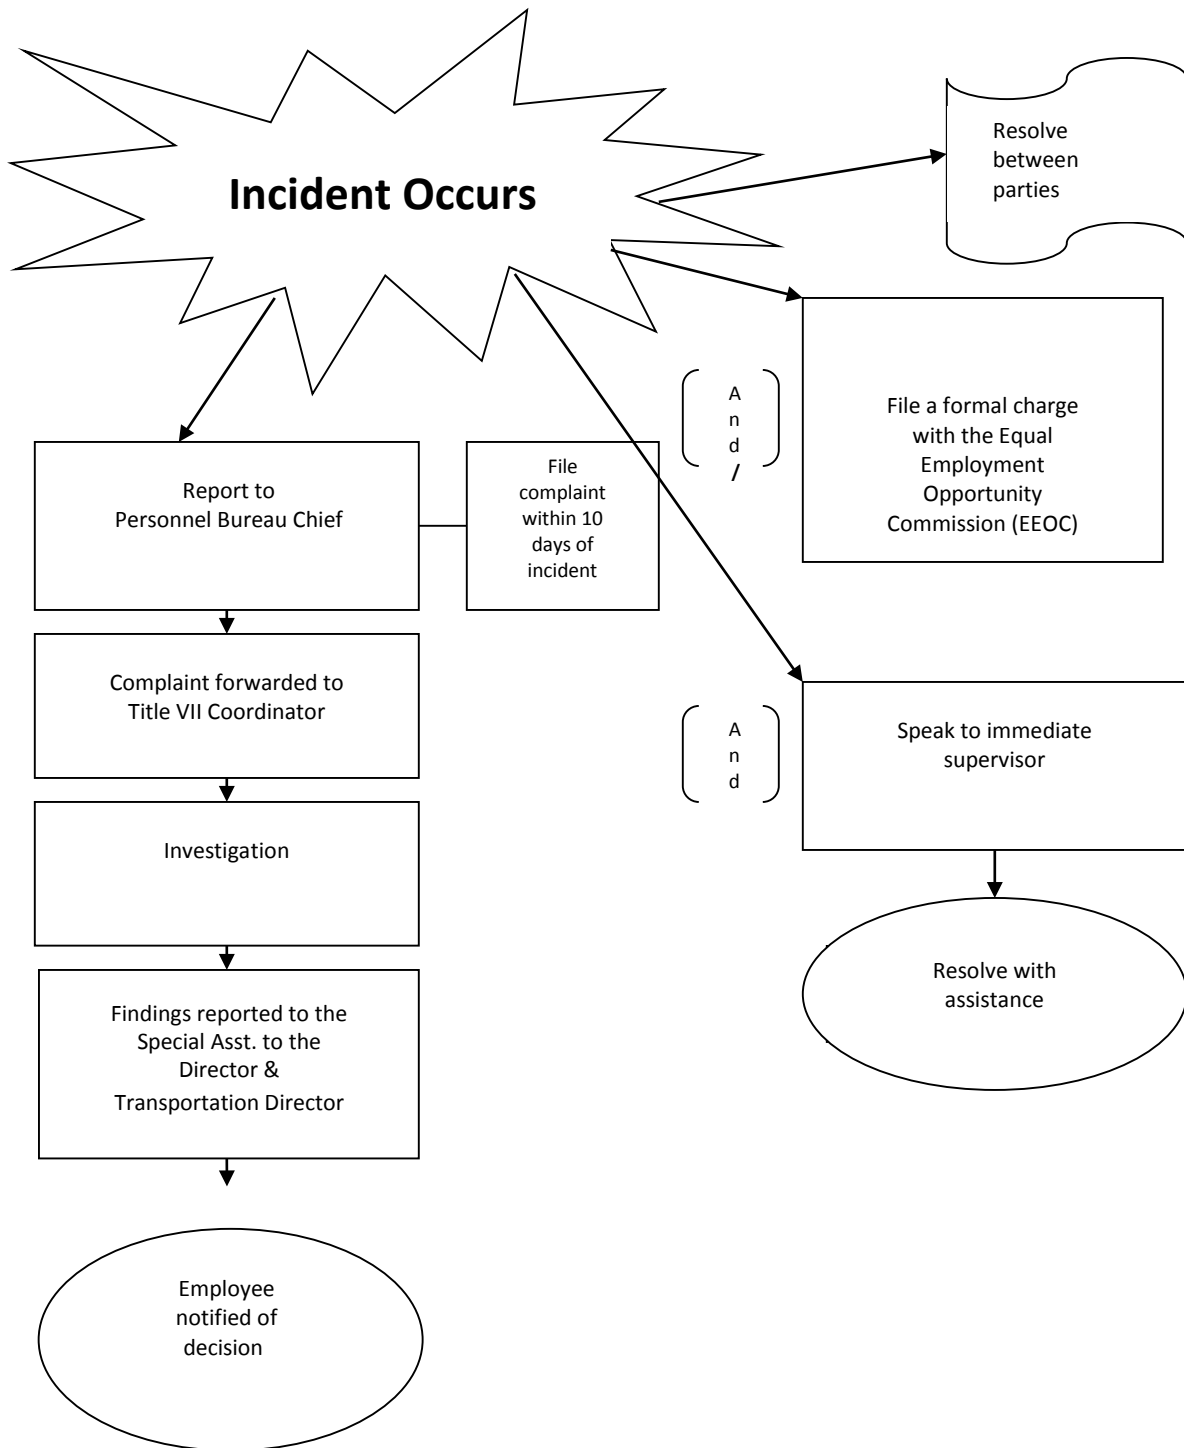 Incident Occurs
Resolve
between
parties
File a formal charge
with the Equal
Employment
Opportunity
Commission (EEOC)
A
n
d
/
Report to
Personnel Bureau Chief
File
complaint
within 10
days of
incident
Complaint forwarded to
Title VII Coordinator
A
n
d
Speak to immediate
supervisor
Investigation
Resolve with
assistance
Findings reported to the
Special Asst. to the
Director &
Transportation Director
Employee
notified of
decision